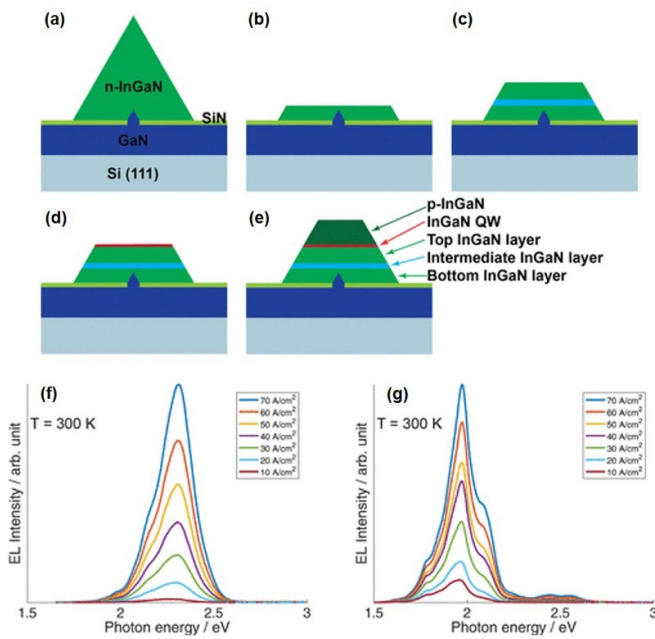 (a)
n-InGaN
SiN
GaN
Si (111)
(b)
(c)
(d)
(e)
p-InGaN
InGaN QW
Top InGaN layer
Intermediate InGaN layer
Bottom InGaN layer
(f)
T = 300 K
70 A/cm²
60 A/cm²
50 A/cm²
40 A/cm²
30 A/cm²
20 A/cm²
10 A/cm²
EL Intensity / arb. unit
1.5 2 2.5 3
Photon energy / eV
(g)
T = 300 K
70 A/cm²
60 A/cm²
50 A/cm²
40 A/cm²
30 A/cm²
20 A/cm²
10 A/cm²
EL Intensity / arb. unit
1.5 2 2.5 3
Photon energy / eV